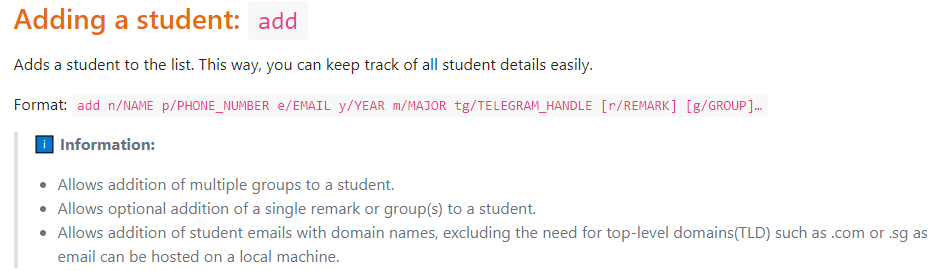 Adding a student: add
Adds a student to the list. This way, you can keep track of all student details easily.
Format: add n/NAME p/PHONE_NUMBER e/EMAIL y/YEAR m/MAJOR tg/TELEGRAM_HANDLE [r/REMARK] [g/GROUP]…
ℹ️ Information:
• Allows addition of multiple groups to a student.
• Allows optional addition of a single remark or group(s) to a student.
• Allows addition of student emails with domain names, excluding the need for top-level domains(TLD) such as .com or .sg as
email can be hosted on a local machine.